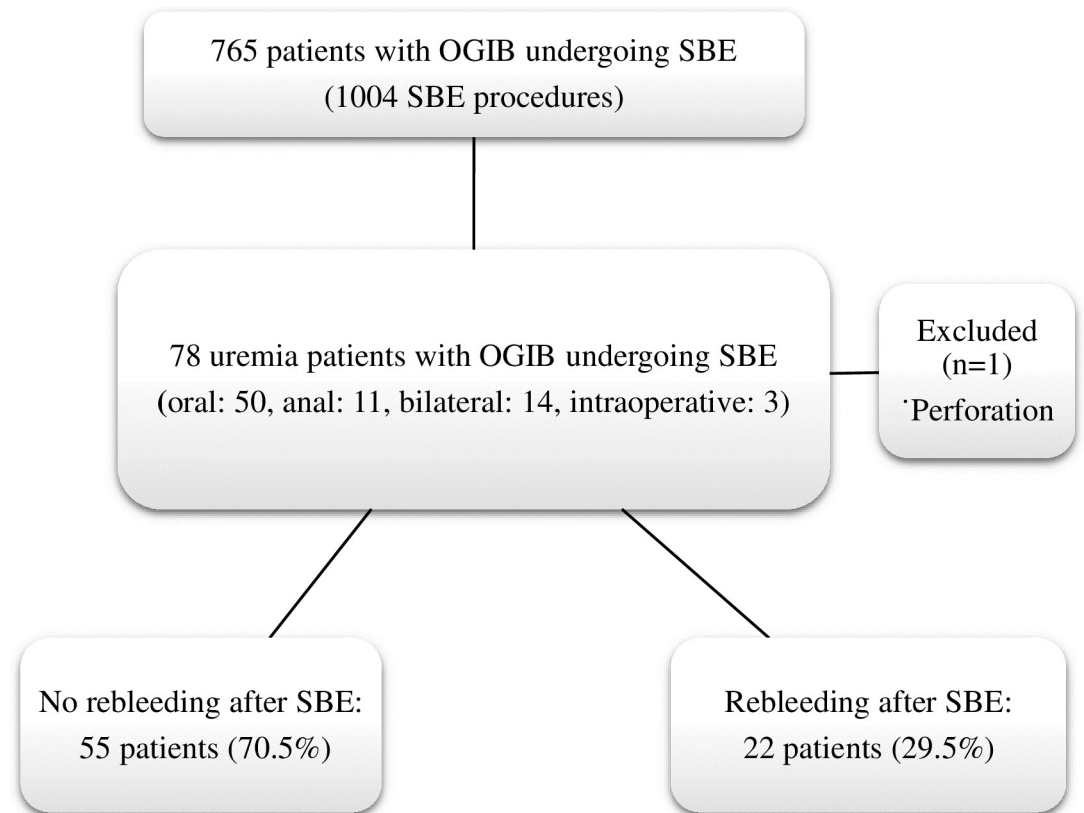 765 patients with OGIB undergoing SBE
(1004 SBE procedures)
78 uremia patients with OGIB undergoing SBE
(oral: 50, anal: 11, bilateral: 14, intraoperative: 3)
Excluded
(n=1)
˙Perforation
No rebleeding after SBE:
55 patients (70.5%)
Rebleeding after SBE:
22 patients (29.5%)